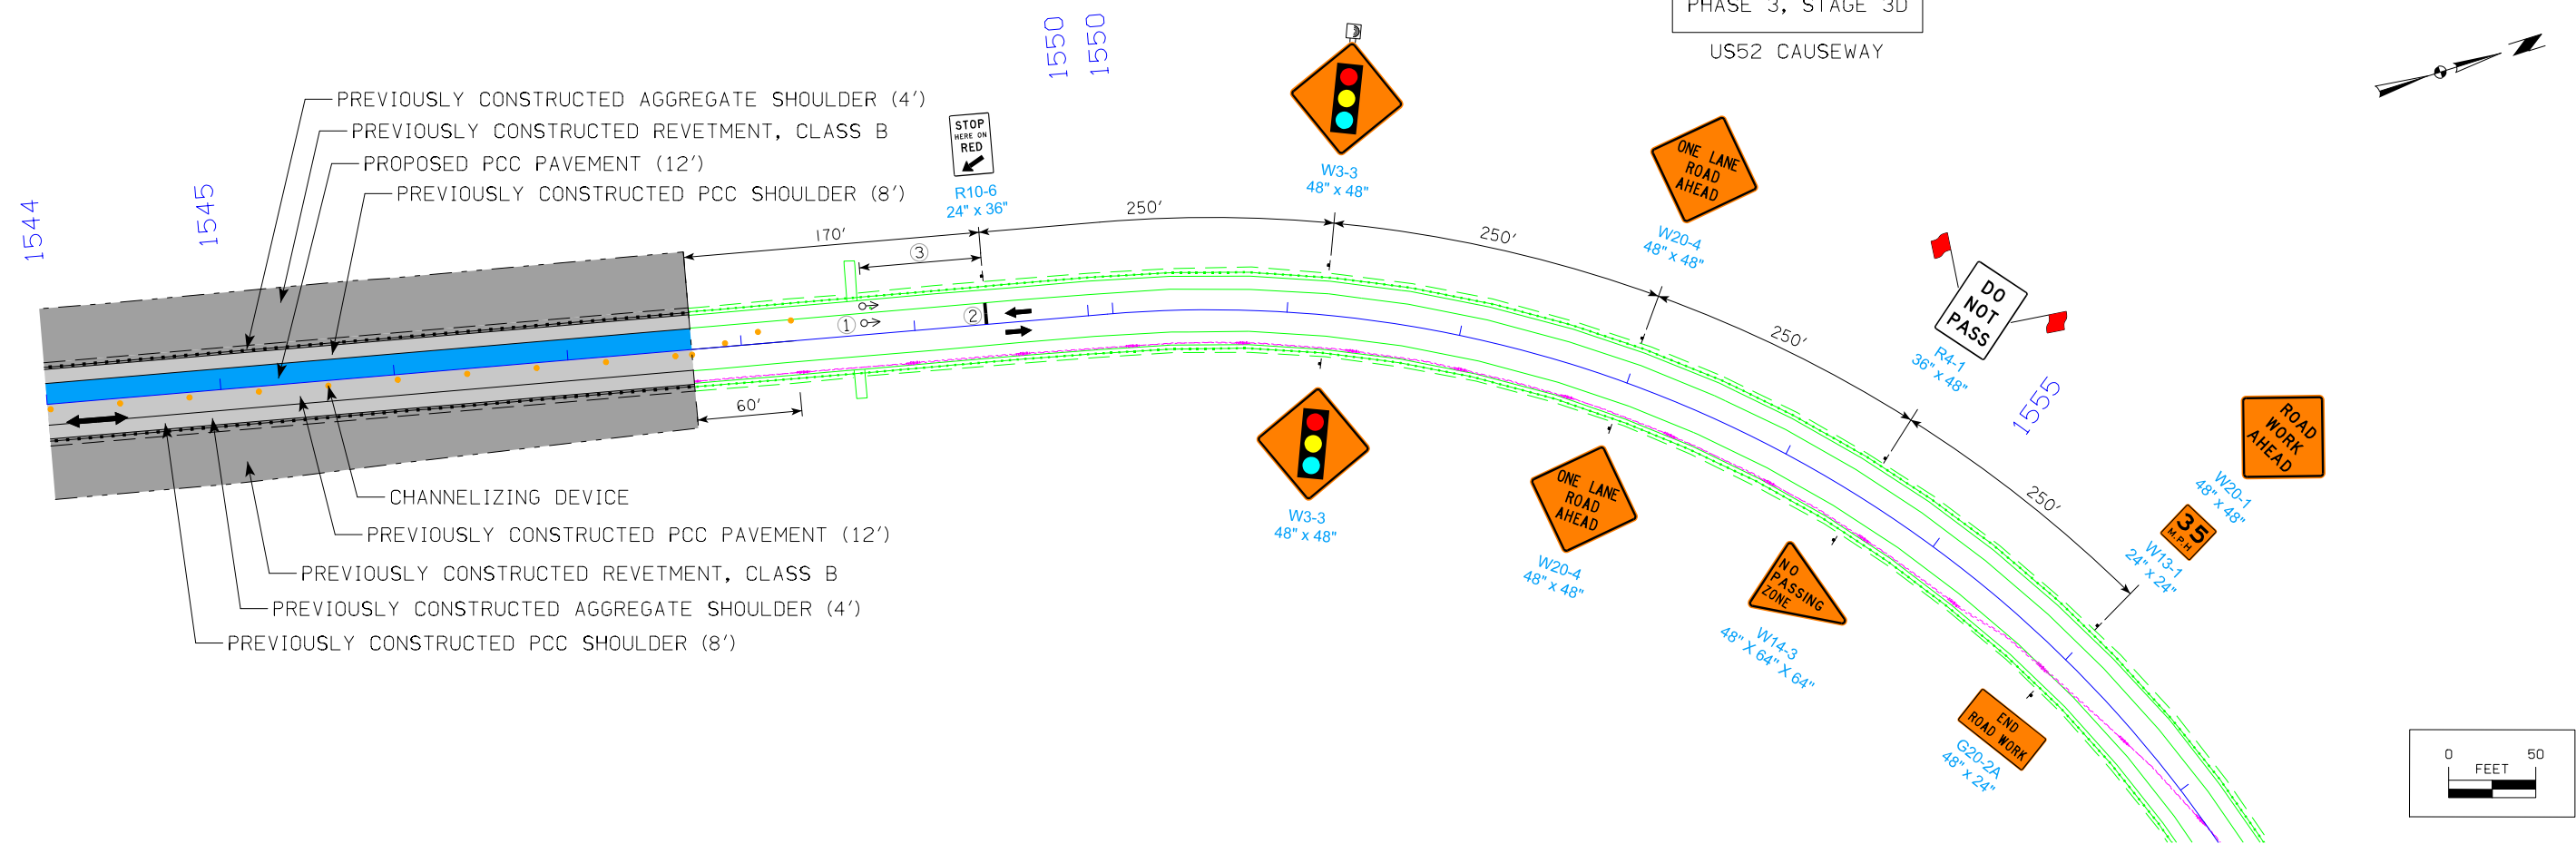 PHASE 3, STAGE 3D
US52 CAUSEWAY
1550
1550
PREVIOUSLY CONSTRUCTED AGGREGATE SHOULDER (4')
PREVIOUSLY CONSTRUCTED REVETMENT, CLASS B
PROPOSED PCC PAVEMENT (12')
PREVIOUSLY CONSTRUCTED PCC SHOULDER (8')
1544
1545
STOP
HERE ON
RED
R10-6
24" x 36"
W3-3
48" x 48"
ONE LANE
ROAD
AHEAD
W20-4
48" x 48"
DO
NOT
PASS
R4-1
36" x 48"
1555
ROAD
WORK
AHEAD
W20-1
48" x 48"
35
M.P.H
W13-1
24" x 24"
170'
250'
250'
250'
250'
③
①
②
60'
W3-3
48" x 48"
ONE LANE
ROAD
AHEAD
W20-4
48" x 48"
NO
PASSING
ZONE
W14-3
48" X 64" X 64"
END
ROAD WORK
G20-2A
48" x 24"
CHANNELIZING DEVICE
PREVIOUSLY CONSTRUCTED PCC PAVEMENT (12')
PREVIOUSLY CONSTRUCTED REVETMENT, CLASS B
PREVIOUSLY CONSTRUCTED AGGREGATE SHOULDER (4')
PREVIOUSLY CONSTRUCTED PCC SHOULDER (8')
0 50
FEET